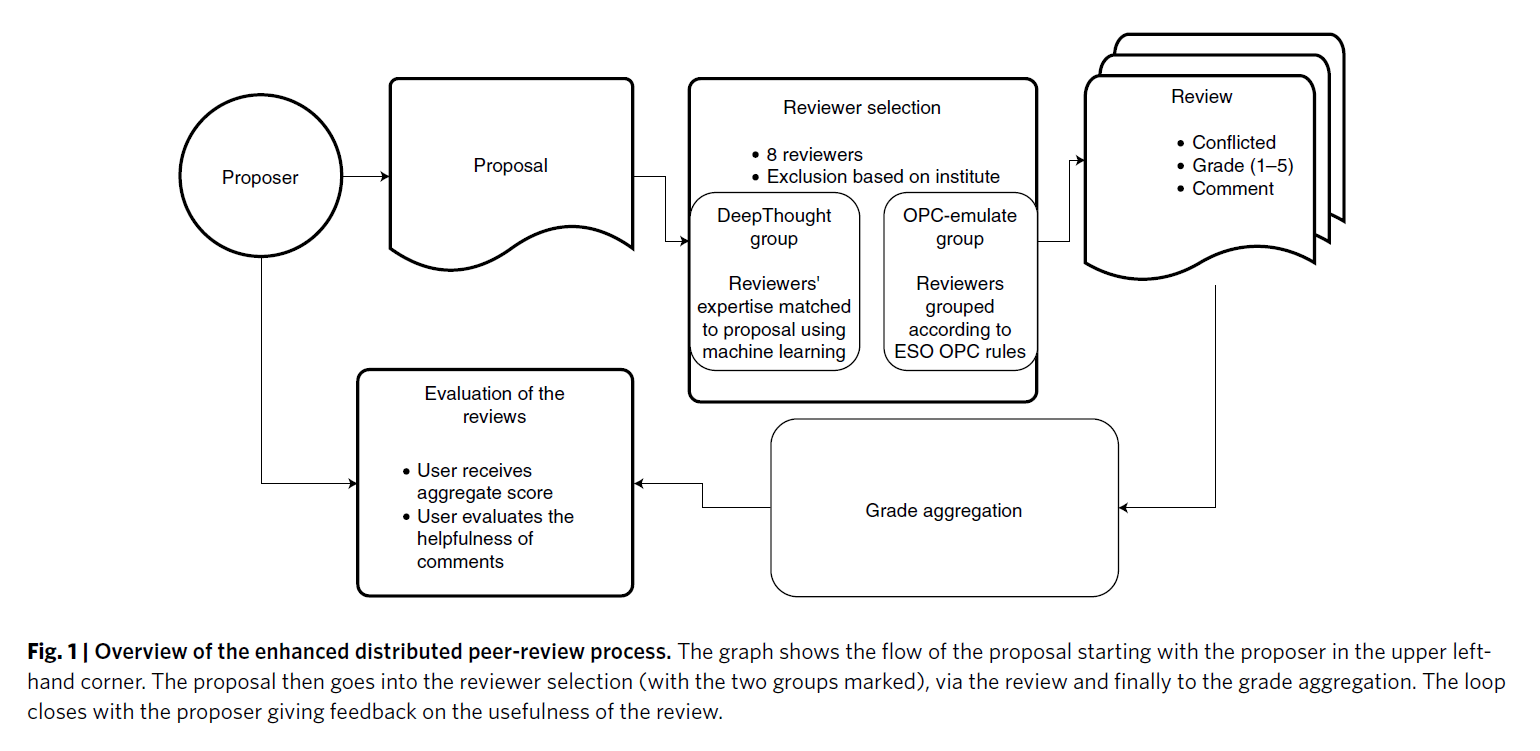 Proposer
Proposal
Reviewer selection
• 8 reviewers
• Exclusion based on institute
DeepThought
group
Reviewers'
expertise matched
to proposal using
machine learning
OPC-emulate
group
Reviewers
grouped
according to
ESO OPC rules
Review
• Conflicted
• Grade (1–5)
• Comment
Evaluation of the
reviews
• User receives
aggregate score
• User evaluates the
helpfulness of
comments
Grade aggregation
Fig. 1 | Overview of the enhanced distributed peer-review process. The graph shows the flow of the proposal starting with the proposer in the upper left-
hand corner. The proposal then goes into the reviewer selection (with the two groups marked), via the review and finally to the grade aggregation. The loop
closes with the proposer giving feedback on the usefulness of the review.